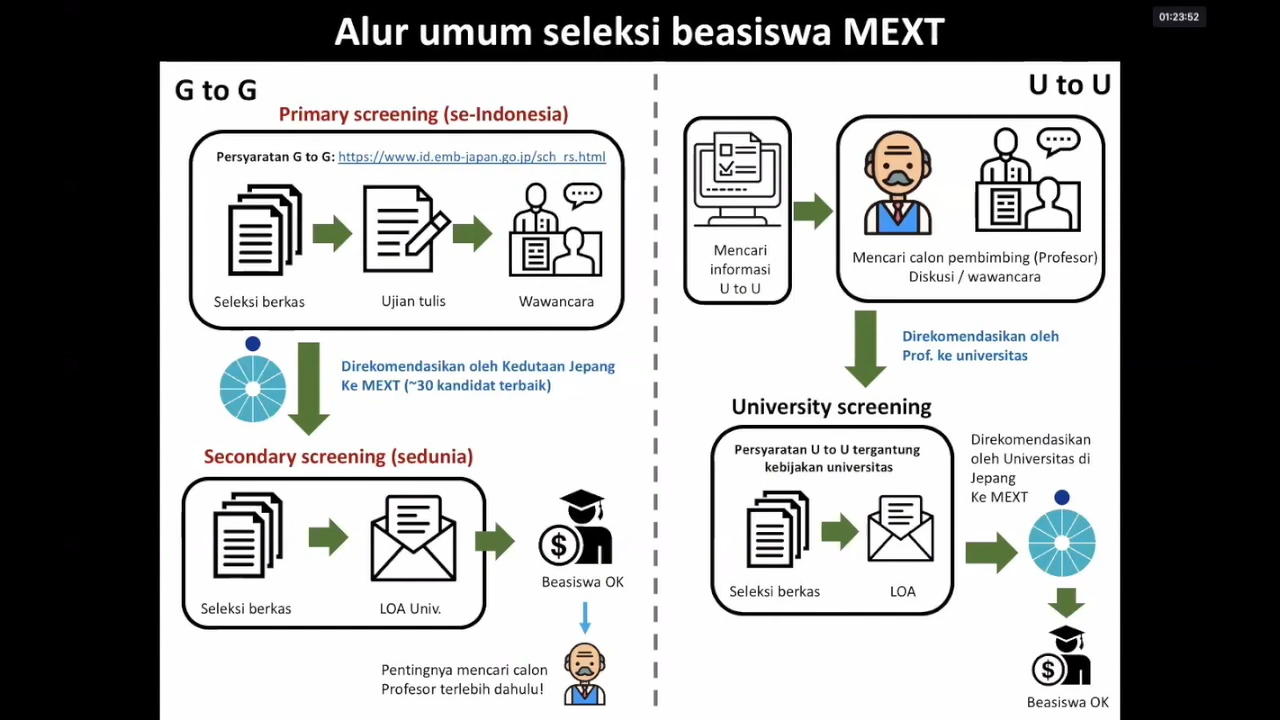 01:23:52
Alur umum seleksi beasiswa MEXT
G to G
Primary screening (se-Indonesia)
Persyaratan G to G: https://www.id.emb-japan.go.jp/sch_rs.html
Seleksi berkas
Ujian tulis
Wawancara
Direkomendasikan oleh Kedutaan Jepang
Ke MEXT (~30 kandidat terbaik)
Secondary screening (sedunia)
Seleksi berkas
LOA Univ.
$
Beasiswa OK
Pentingnya mencari calon
Profesor terlebih dahulu!
U to U
Mencari
informasi
U to U
Mencari calon pembimbing (Profesor)
Diskusi / wawancara
Direkomendasikan oleh
Prof. ke universitas
University screening
Persyaratan U to U tergantung
kebijakan universitas
Seleksi berkas
LOA
Direkomendasikan
oleh Universitas di
Jepang
Ke MEXT
$
Beasiswa OK